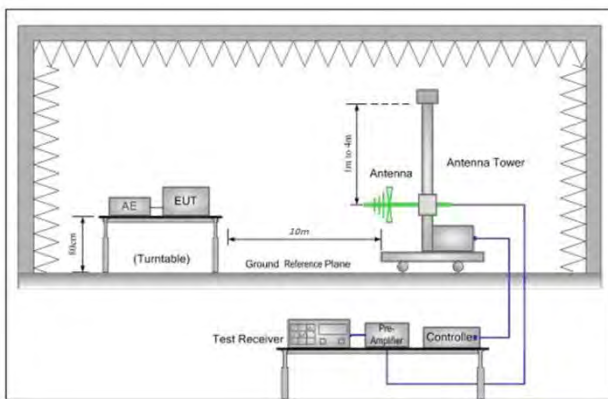 1m to 4m
Antenna
Antenna Tower
AE
EUT
80cm
10m
(Turntable)
Ground Reference Plane
Test Receiver
Pre-
Amplifier
Controller